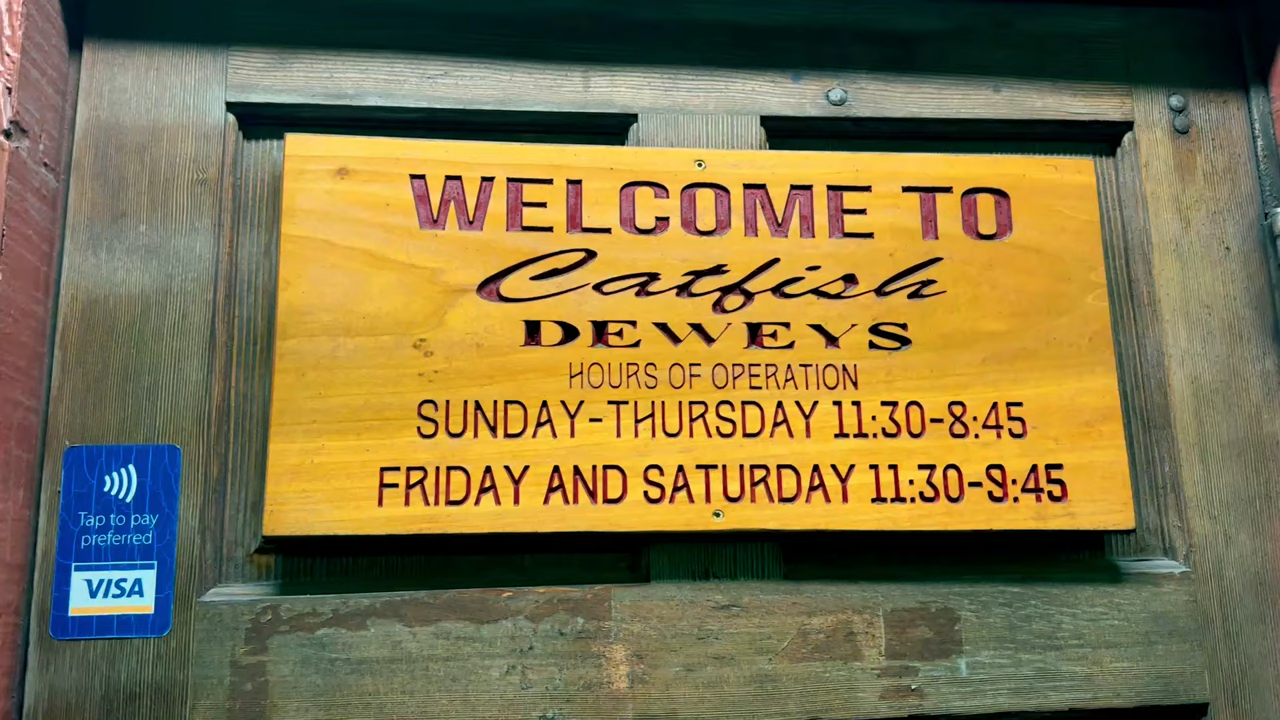 WELCOME TO
Catfish
DEWEYS
HOURS OF OPERATION
SUNDAY-THURSDAY 11:30-8:45
FRIDAY AND SATURDAY 11:30-9:45
Tap to pay
preferred
VISA